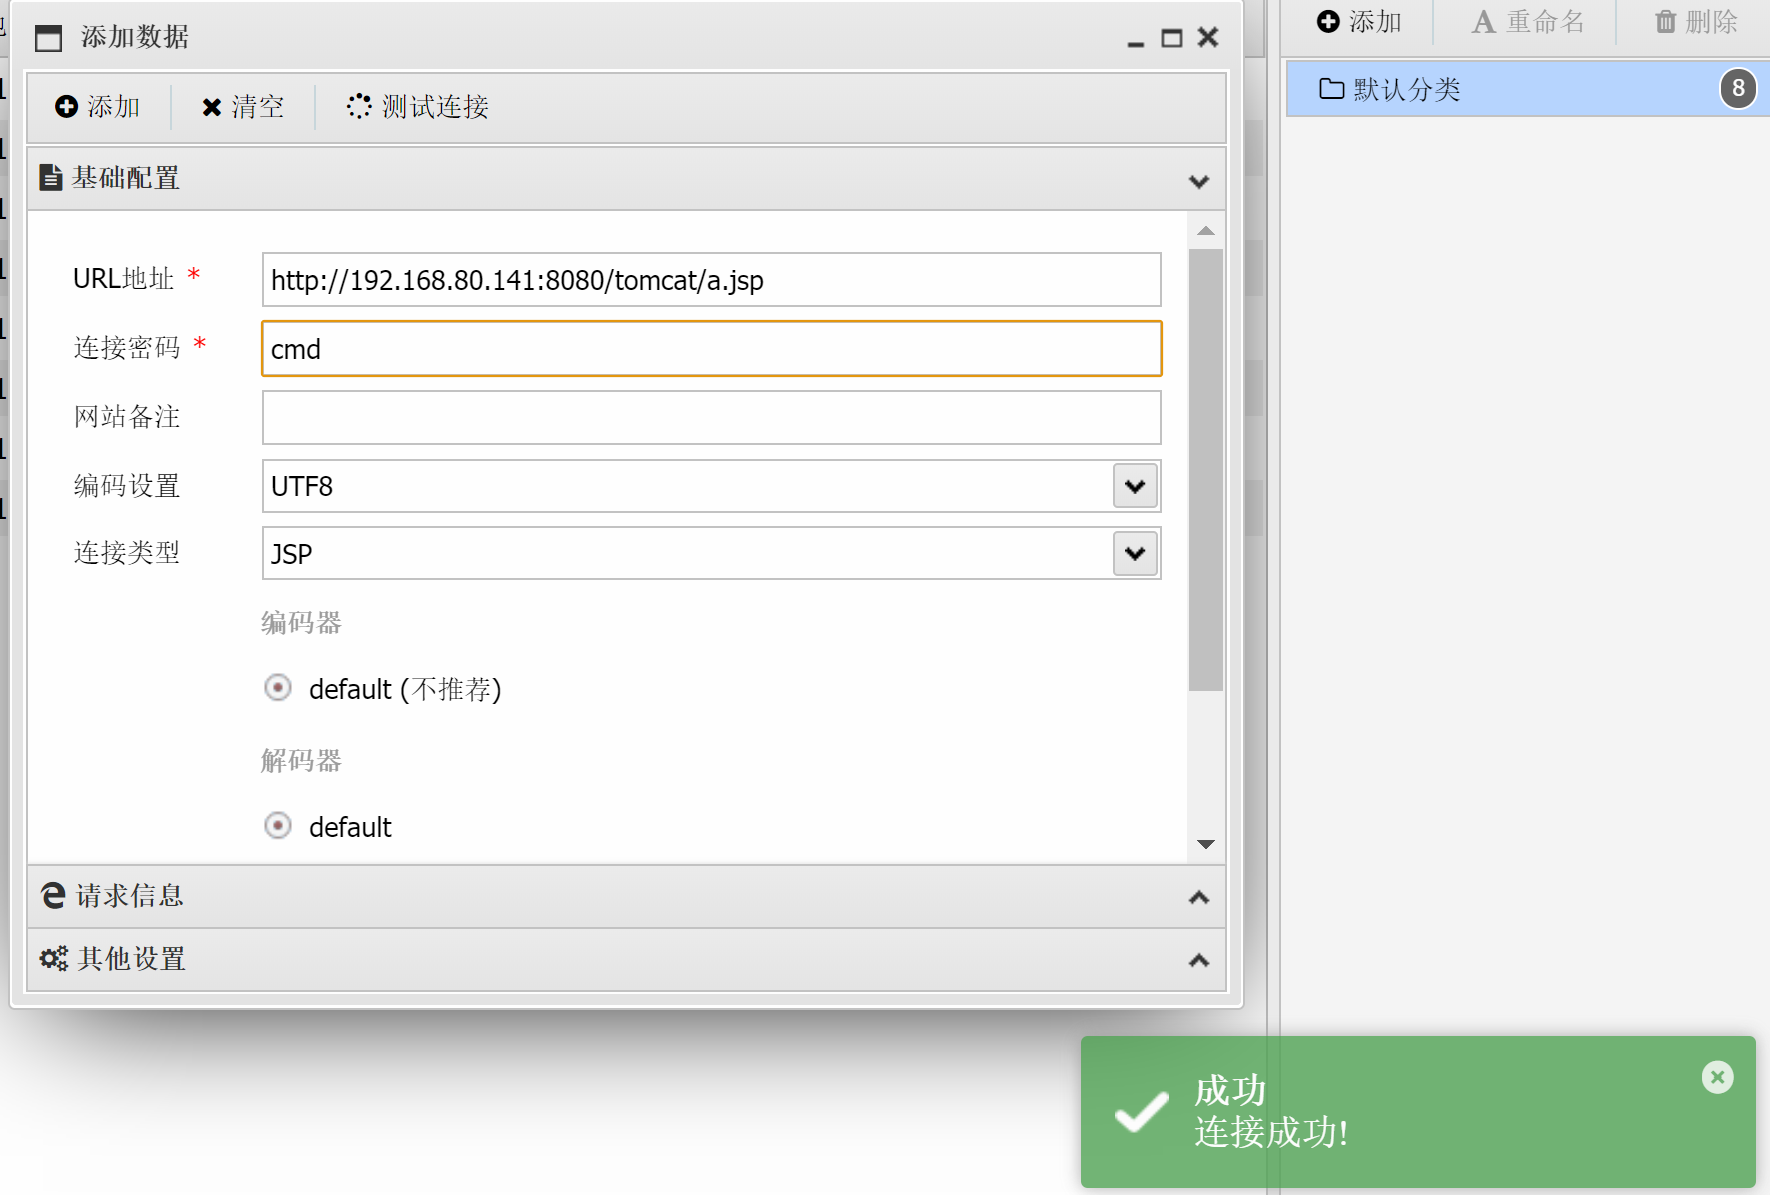 添加数据
添加 清空 测试连接
基础配置
URL地址 * http://192.168.80.141:8080/tomcat/a.jsp
连接密码 * cmd
网站备注
编码设置 UTF8
连接类型 JSP
编码器
default (不推荐)
解码器
default
请求信息
其他设置
添加 重命名 删除
默认分类 8
成功
连接成功!